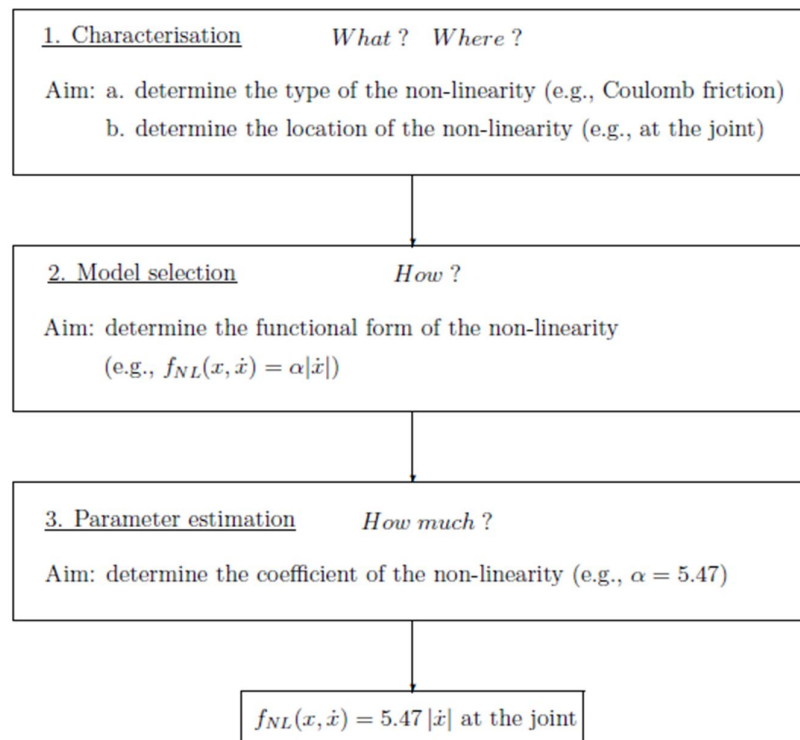 1. Characterisation What ? Where ?
Aim: a. determine the type of the non-linearity (e.g., Coulomb friction)
b. determine the location of the non-linearity (e.g., at the joint)
2. Model selection How ?
Aim: determine the functional form of the non-linearity
(e.g., fNL(x, ẋ) = α|ẋ|)
3. Parameter estimation How much ?
Aim: determine the coefficient of the non-linearity (e.g., α = 5.47)
fNL(x, ẋ) = 5.47 |ẋ| at the joint